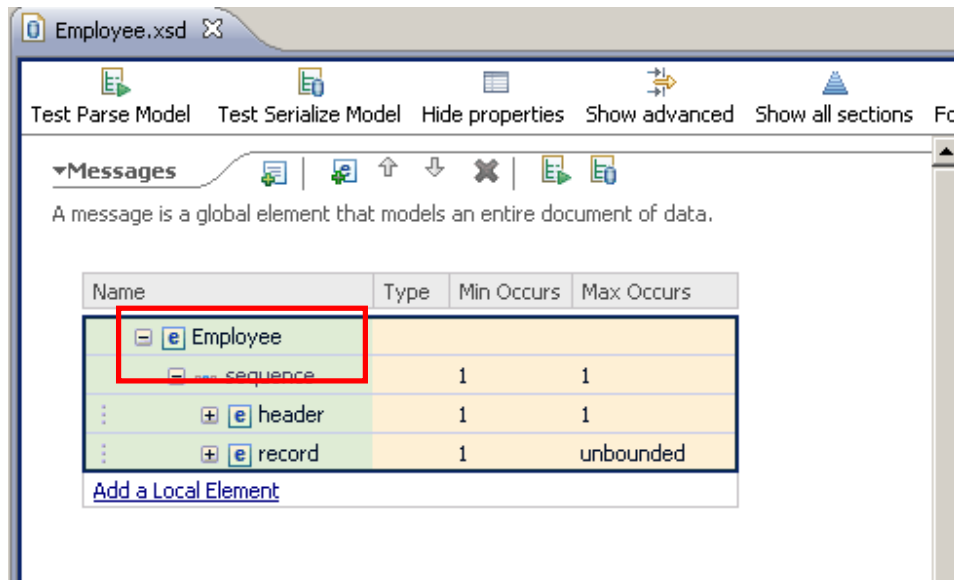 Employee.xsd
Test Parse Model Test Serialize Model Hide properties Show advanced Show all sections Fo
Messages
A message is a global element that models an entire document of data.
Name Type Min Occurs Max Occurs
e Employee
sequence 1 1
e header 1 1
e record 1 unbounded
Add a Local Element